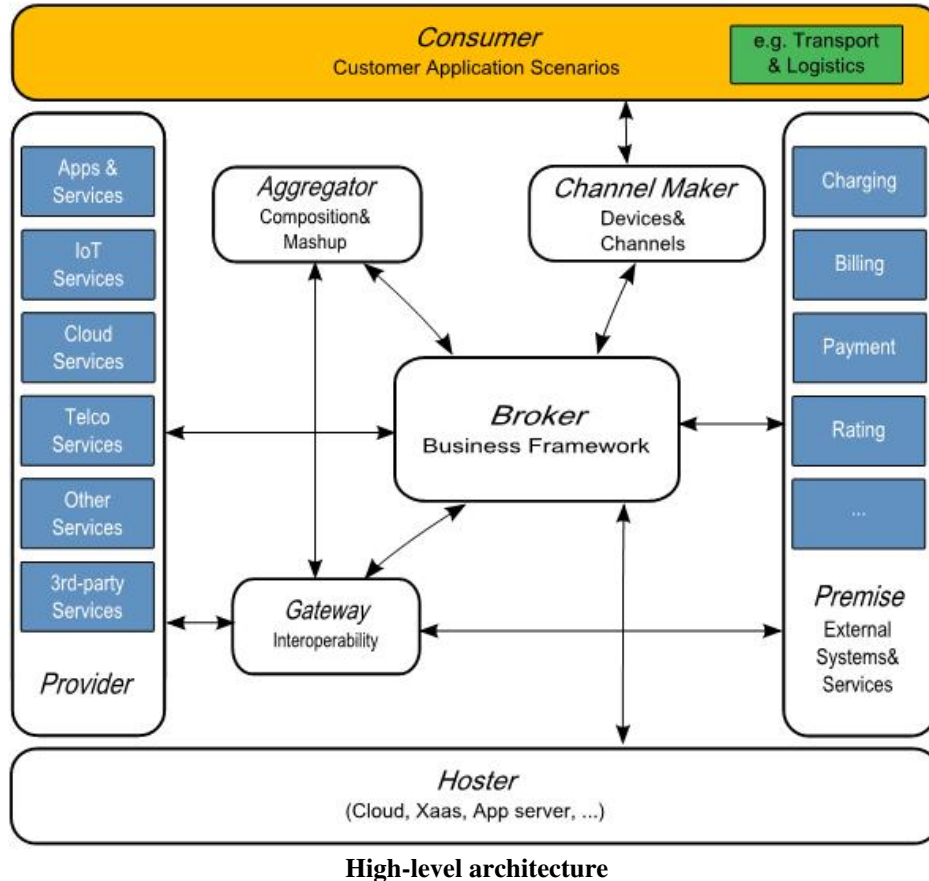 Consumer
Customer Application Scenarios
e.g. Transport
& Logistics
Apps &
Services
IoT
Services
Cloud
Services
Telco
Services
Other
Services
3rd-party
Services
Provider
Aggregator
Composition&
Mashup
Channel Maker
Devices&
Channels
Broker
Business Framework
Gateway
Interoperability
Charging
Billing
Payment
Rating
...
Premise
External
Systems&
Services
Hoster
(Cloud, Xaas, App server, ...)
High-level architecture